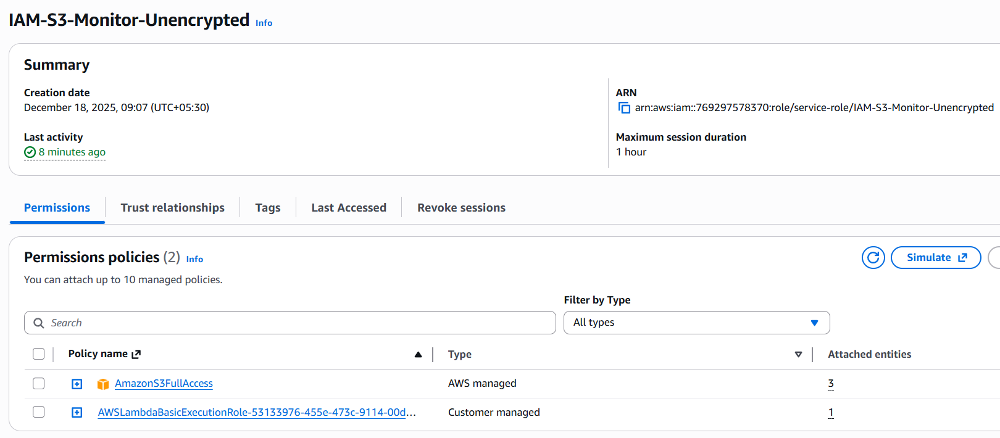 IAM-S3-Monitor-Unencrypted Info
Summary
Creation date
December 18, 2025, 09:07 (UTC+05:30)
ARN
arn:aws:iam::769297578370:role/service-role/IAM-S3-Monitor-Unencrypted
Last activity
8 minutes ago
Maximum session duration
1 hour
Permissions Trust relationships Tags Last Accessed Revoke sessions
Permissions policies (2) Info
Simulate
You can attach up to 10 managed policies.
Filter by Type
Search
All types
Policy name Type Attached entities
AmazonS3FullAccess AWS managed 3
AWSLambdaBasicExecutionRole-53133976-455e-473c-9114-00d... Customer managed 1